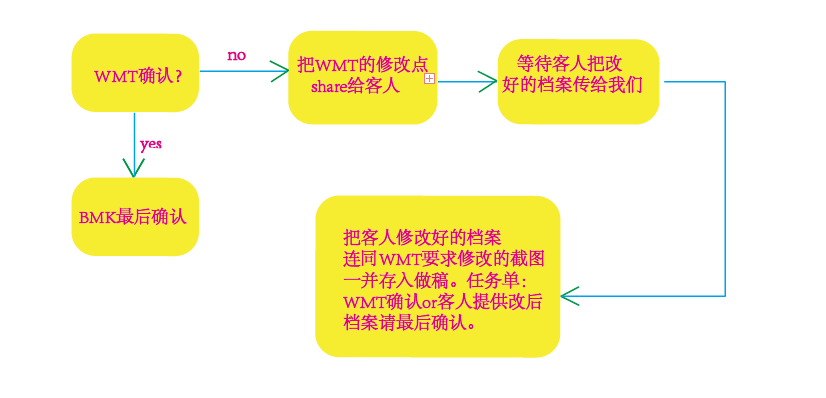 WMT确认?
no
把WMT的修改点
share给客人
等待客人把改
好的档案传给我们
yes
BMK最后确认
把客人修改好的档案
连同WMT要求修改的截图
一并存入做稿。任务单:
WMT确认or客人提供改后
档案请最后确认。